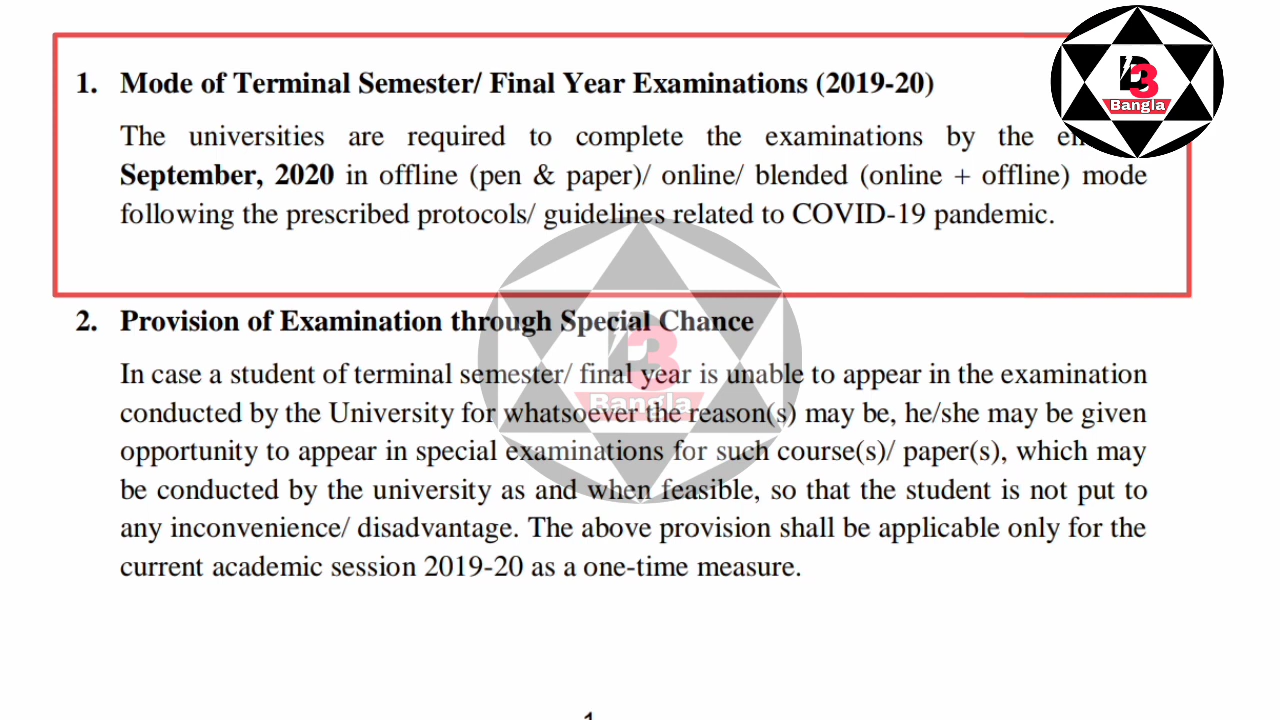 1. Mode of Terminal Semester/ Final Year Examinations (2019-20)
The universities are required to complete the examinations by the
September, 2020 in offline (pen & paper)/ online/ blended (online + offline) mode
following the prescribed protocols/ guidelines related to COVID-19 pandemic.
2. Provision of Examination through Special Chance
In case a student of terminal semester/ final year is unable to appear in the examination
conducted by the University for whatsoever the reason(s) may be, he/she may be given
opportunity to appear in special examinations for such course(s)/ paper(s), which may
be conducted by the university as and when feasible, so that the student is not put to
any inconvenience/ disadvantage. The above provision shall be applicable only for the
current academic session 2019-20 as a one-time measure.
B3
Bangla
B3
Bangla